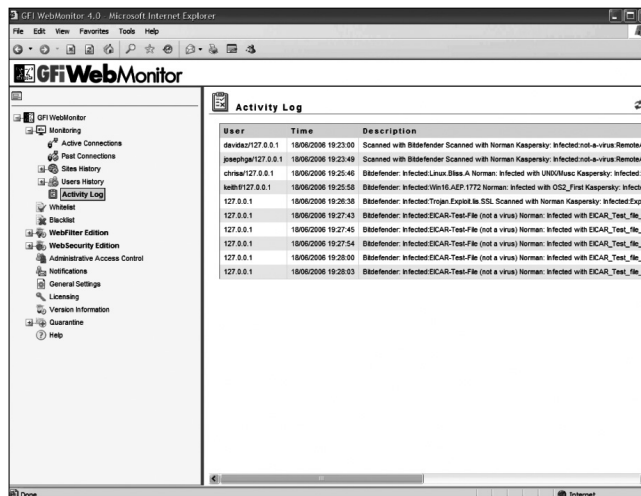 GFI WebMonitor 4.0 - Microsoft Internet Explorer
File Edit View Favorites Tools Help
GFiWebMonitor
GFI WebMonitor
Monitoring
Active Connections
Past Connections
Sites History
Users History
Activity Log
Whitelist
Blacklist
WebFilter Edition
WebSecurity Edition
Administrative Access Control
Notifications
General Settings
Licensing
Version Information
Quarantine
Help
Activity Log
User Time Description
davidaz/127.0.0.1 18/06/2006 19:23:00 Scanned with Bitdefender Scanned with Norman Kaspersky: Infected:not-a-virus:RemoteA
josephga/127.0.0.1 18/06/2006 19:23:49 Scanned with Bitdefender Scanned with Norman Kaspersky: Infected:not-a-virus:RemoteA
chrisa/127.0.0.1 18/06/2006 19:25:46 Bitdefender: Infected:Linux.Bliss.A Norman: Infected with UNIX/Musc Kaspersky: Infected:
keithf/127.0.0.1 18/06/2006 19:25:58 Bitdefender: Infected:Win16.AEP.1772 Norman: Infected with OS2_First Kaspersky: Infect
127.0.0.1 18/06/2006 19:26:38 Bitdefender: Infected:Trojan.Exploit.Iis.SSL Scanned with Norman Kaspersky: Infected:Exp
127.0.0.1 18/06/2006 19:27:43 Bitdefender: Infected:EICAR-Test-File (not a virus) Norman: Infected with EICAR_Test_file_
127.0.0.1 18/06/2006 19:27:45 Bitdefender: Infected:EICAR-Test-File (not a virus) Norman: Infected with EICAR_Test_file_
127.0.0.1 18/06/2006 19:27:54 Bitdefender: Infected:EICAR-Test-File (not a virus) Norman: Infected with EICAR_Test_file_
127.0.0.1 18/06/2006 19:28:00 Bitdefender: Infected:EICAR-Test-File (not a virus) Norman: Infected with EICAR_Test_file_
127.0.0.1 18/06/2006 19:28:03 Bitdefender: Infected:EICAR-Test-File (not a virus) Norman: Infected with EICAR_Test_file_
Done Internet